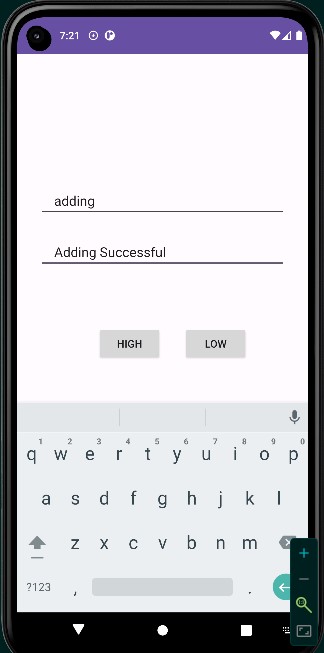 7:21
adding
Adding Successful
HIGH LOW
1 2 3 4 5 6 7 8 9 0
q w e r t y u i o p
a s d f g h j k l
z x c v b n m
?123 , .